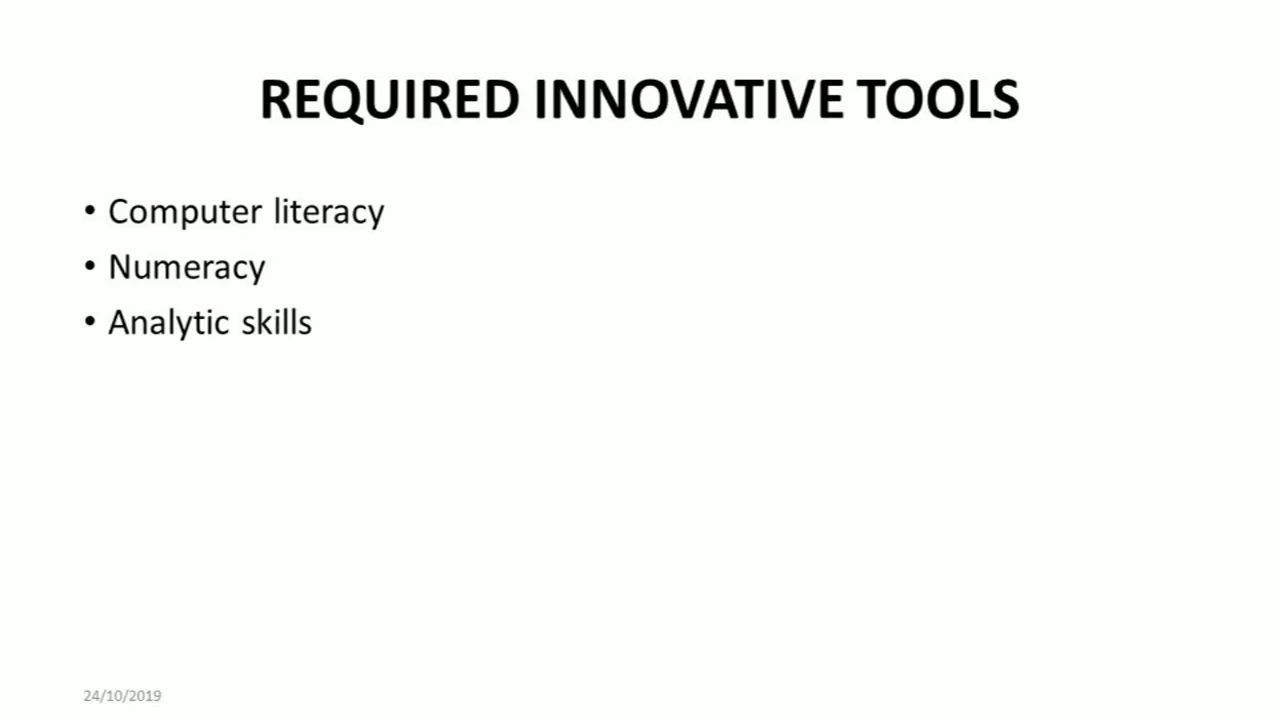 REQUIRED INNOVATIVE TOOLS
• Computer literacy
• Numeracy
• Analytic skills
24/10/2019